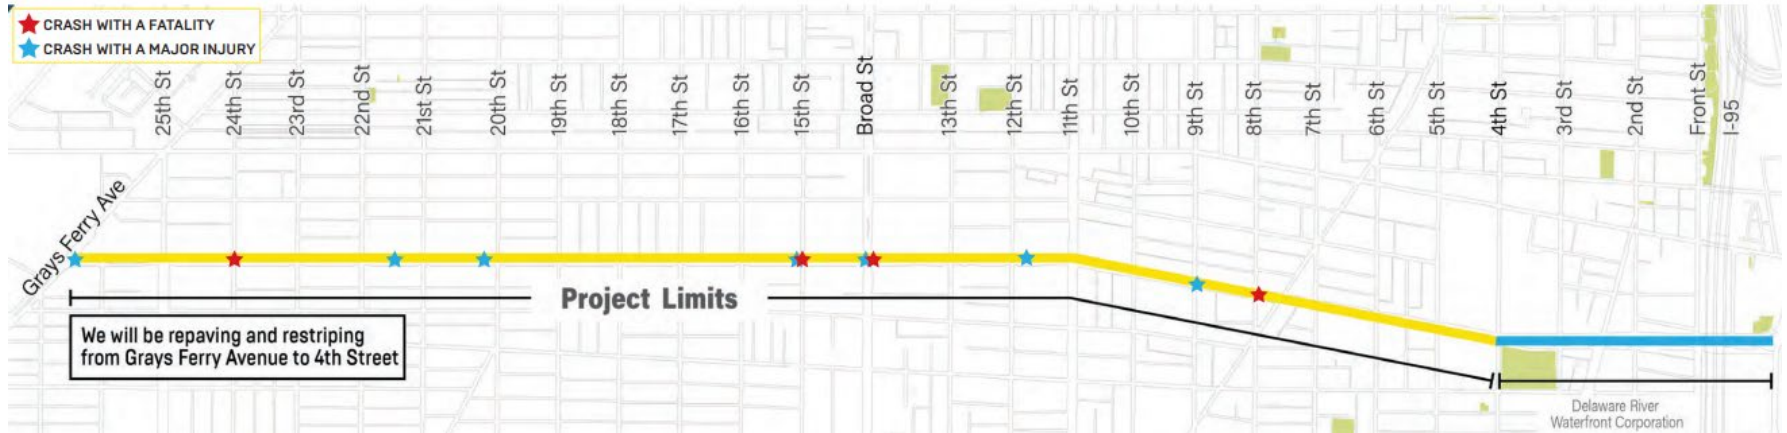 CRASH WITH A FATALITY
CRASH WITH A MAJOR INJURY
25th St
24th St
23rd St
22nd St
21st St
20th St
19th St
18th St
17th St
16th St
15th St
Broad St
13th St
12th St
11th St
10th St
9th St
8th St
7th St
6th St
5th St
4th St
3rd St
2nd St
Front St
I-95
Grays Ferry Ave
Project Limits
We will be repaving and restriping
from Grays Ferry Avenue to 4th Street
Delaware River
Waterfront Corporation